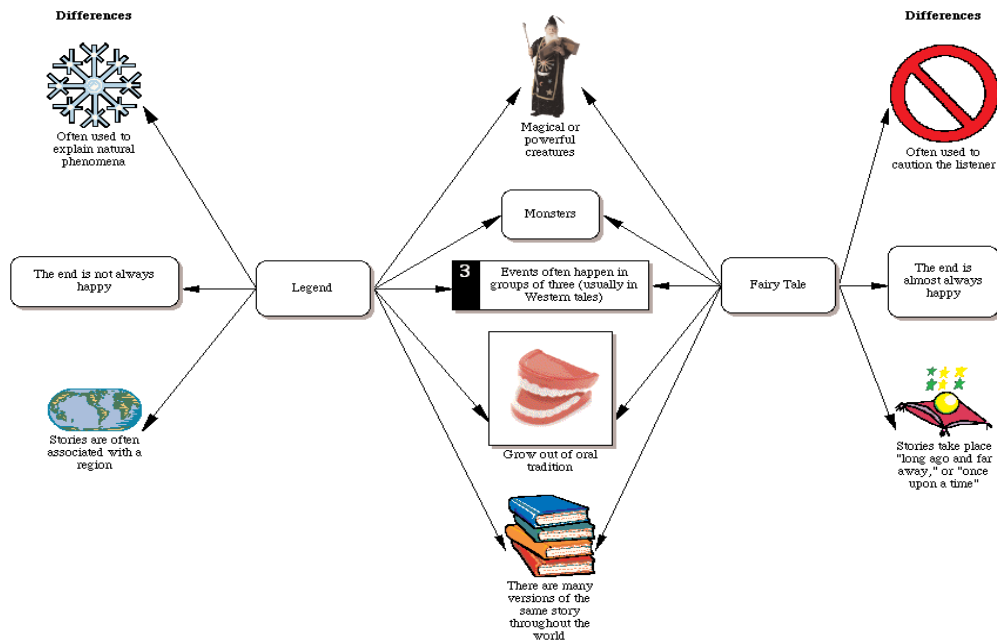 Differences
Often used to
explain natural
phenomena
The end is not always
happy
Stories are often
associated with a
region
Legend
Magical or
powerful
creatures
Monsters
3
Events often happen in
groups of three (usually in
Western tales)
Grow out of oral
tradition
There are many
versions of the
same story
throughout the
world
Fairy Tale
Differences
Often used to
caution the listener
The end is
almost always
happy
Stories take place
"long ago and far
away," or "once
upon a time"